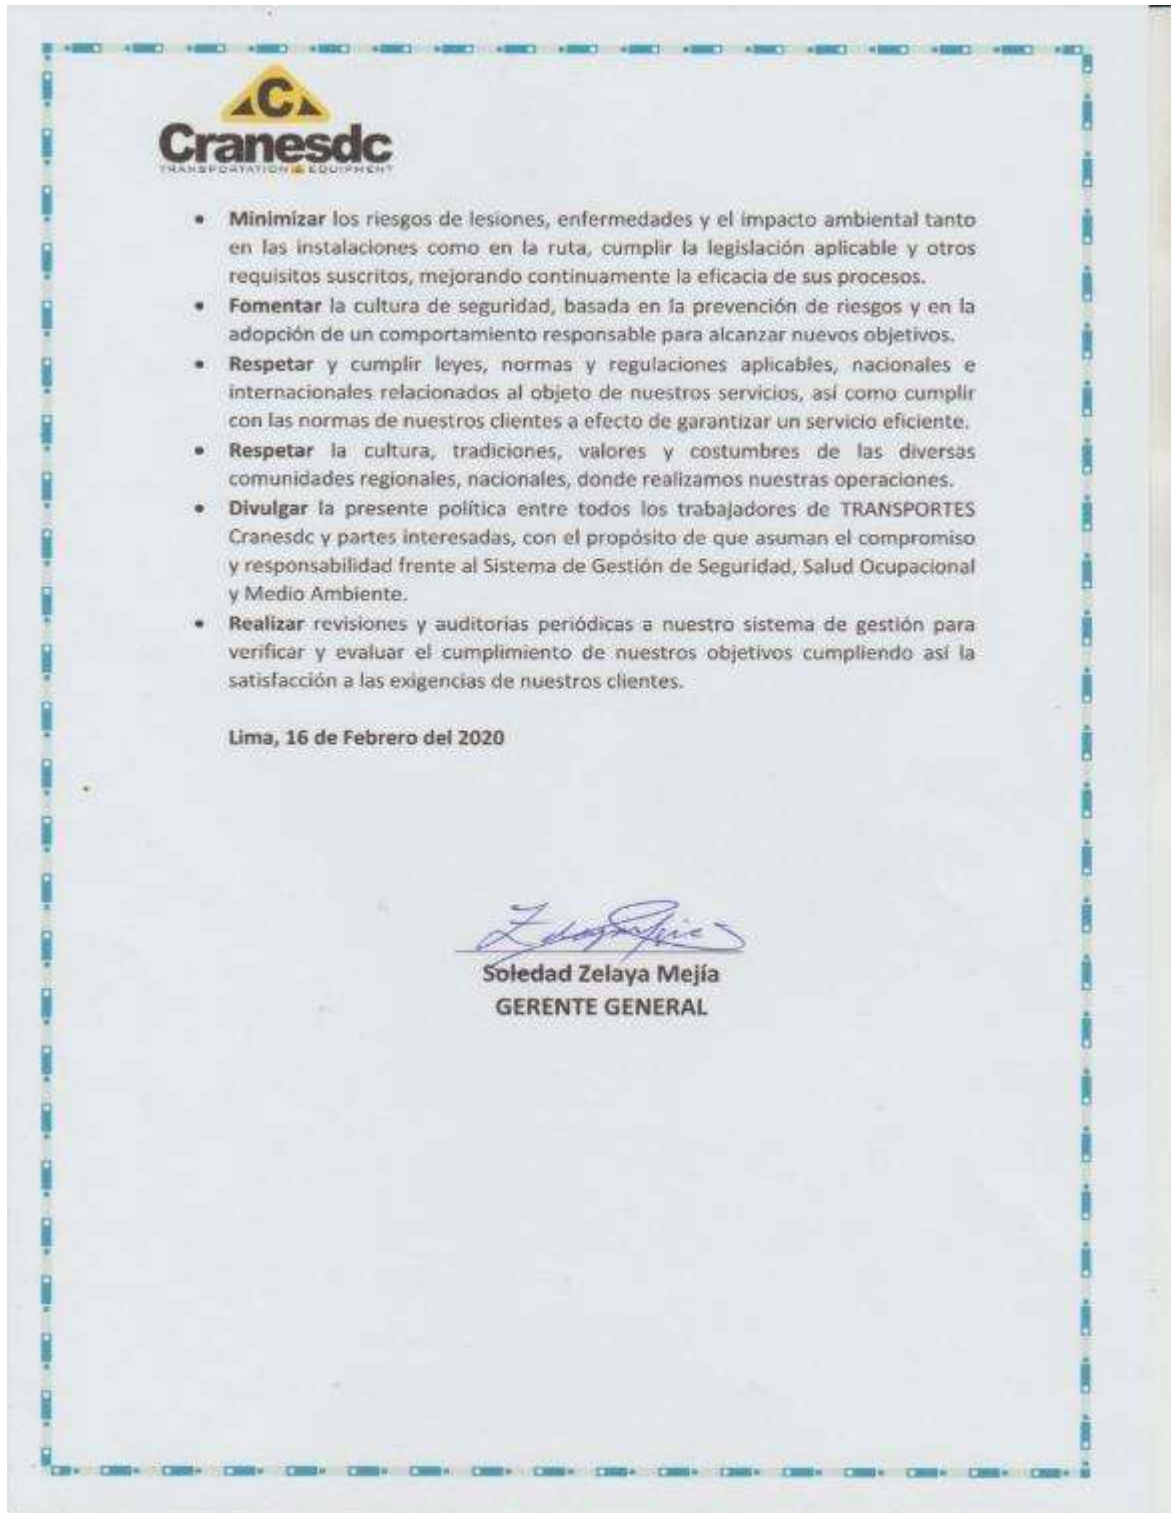 C
Cranesdc
TRANSPORTATION & EQUIPMENT
• Minimizar los riesgos de lesiones, enfermedades y el impacto ambiental tanto
en las instalaciones como en la ruta, cumplir la legislación aplicable y otros
requisitos suscritos, mejorando continuamente la eficacia de sus procesos.
• Fomentar la cultura de seguridad, basada en la prevención de riesgos y en la
adopción de un comportamiento responsable para alcanzar nuevos objetivos.
• Respetar y cumplir leyes, normas y regulaciones aplicables, nacionales e
internacionales relacionados al objeto de nuestros servicios, así como cumplir
con las normas de nuestros clientes a efecto de garantizar un servicio eficiente.
• Respetar la cultura, tradiciones, valores y costumbres de las diversas
comunidades regionales, nacionales, donde realizamos nuestras operaciones.
• Divulgar la presente política entre todos los trabajadores de TRANSPORTES
Cranesdc y partes interesadas, con el propósito de que asuman el compromiso
y responsabilidad frente al Sistema de Gestión de Seguridad, Salud Ocupacional
y Medio Ambiente.
• Realizar revisiones y auditorias periódicas a nuestro sistema de gestión para
verificar y evaluar el cumplimiento de nuestros objetivos cumpliendo así la
satisfacción a las exigencias de nuestros clientes.
Lima, 16 de Febrero del 2020
Soledad Zelaya Mejía
GERENTE GENERAL